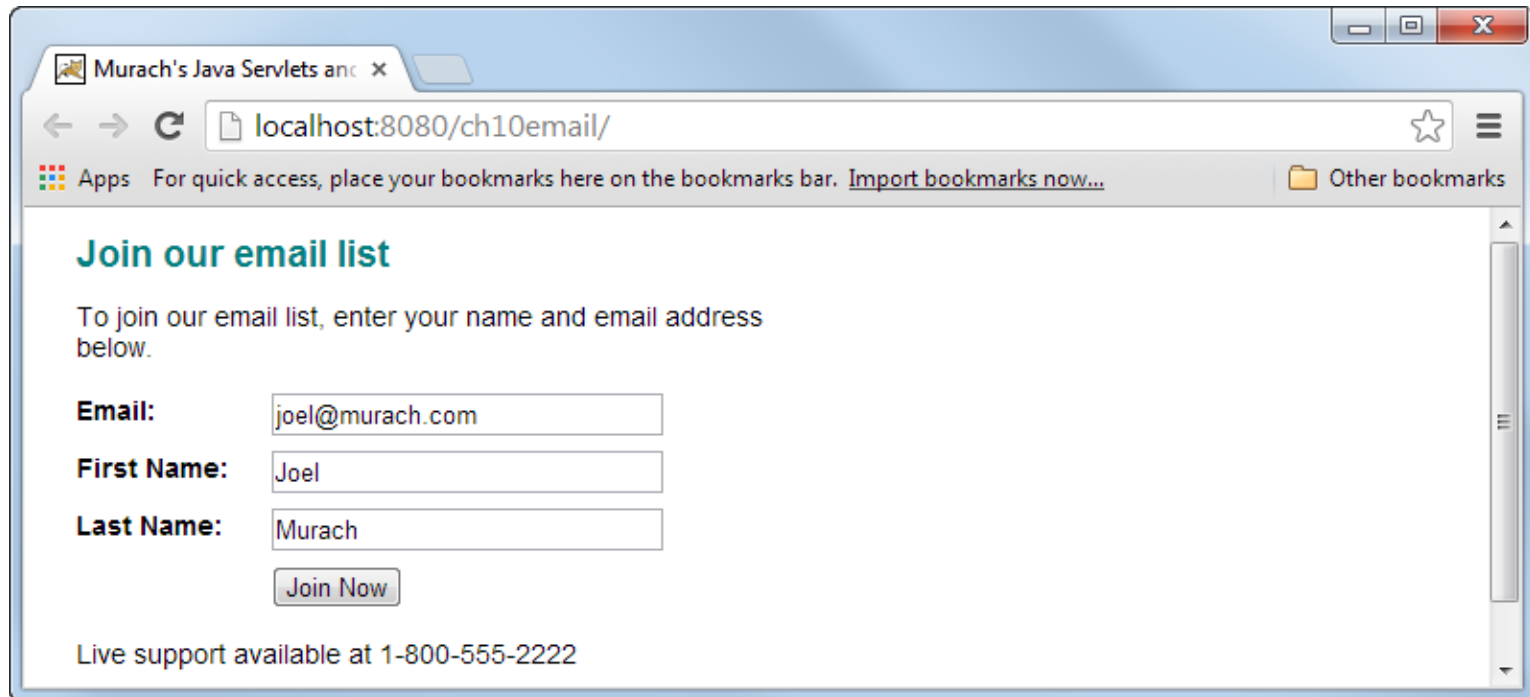 Murach's Java Servlets and
localhost:8080/ch10email/
Apps For quick access, place your bookmarks here on the bookmarks bar. Import bookmarks now... Other bookmarks
Join our email list
To join our email list, enter your name and email address
below.
Email: joel@murach.com
First Name: Joel
Last Name: Murach
Join Now
Live support available at 1-800-555-2222